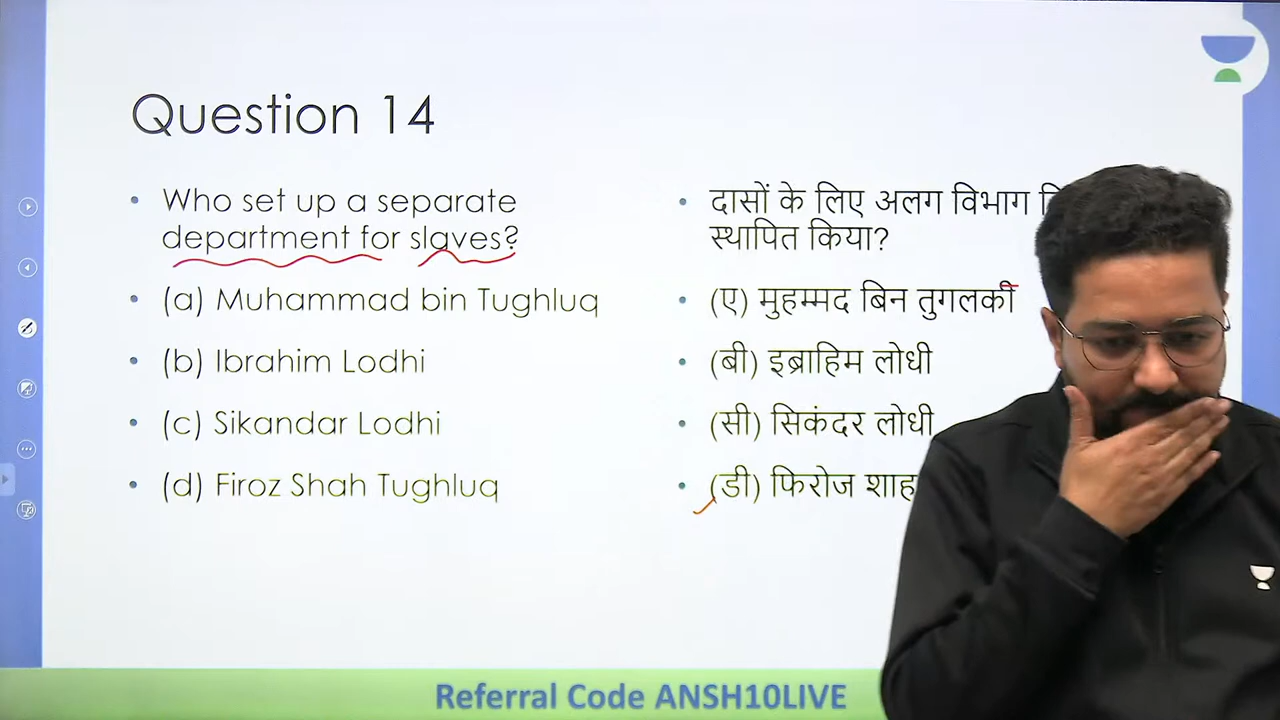 Question 14
Who set up a separate
department for slaves?
(a) Muhammad bin Tughluq
(b) Ibrahim Lodhi
(c) Sikandar Lodhi
(d) Firoz Shah Tughluq
दासों के लिए अलग विभाग
स्थापित किया?
(ए) मुहम्मद बिन तुगलकी
(बी) इब्राहिम लोधी
(सी) सिकंदर लोधी
(डी) फिरोज शाह
Referral Code ANSH10LIVE